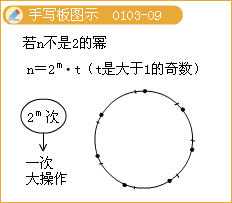 手写板图示 0103-09
若n不是2的幂
n=2ᵐ·t(t是大于1的奇数)
2ᵐ次
一次
大操作